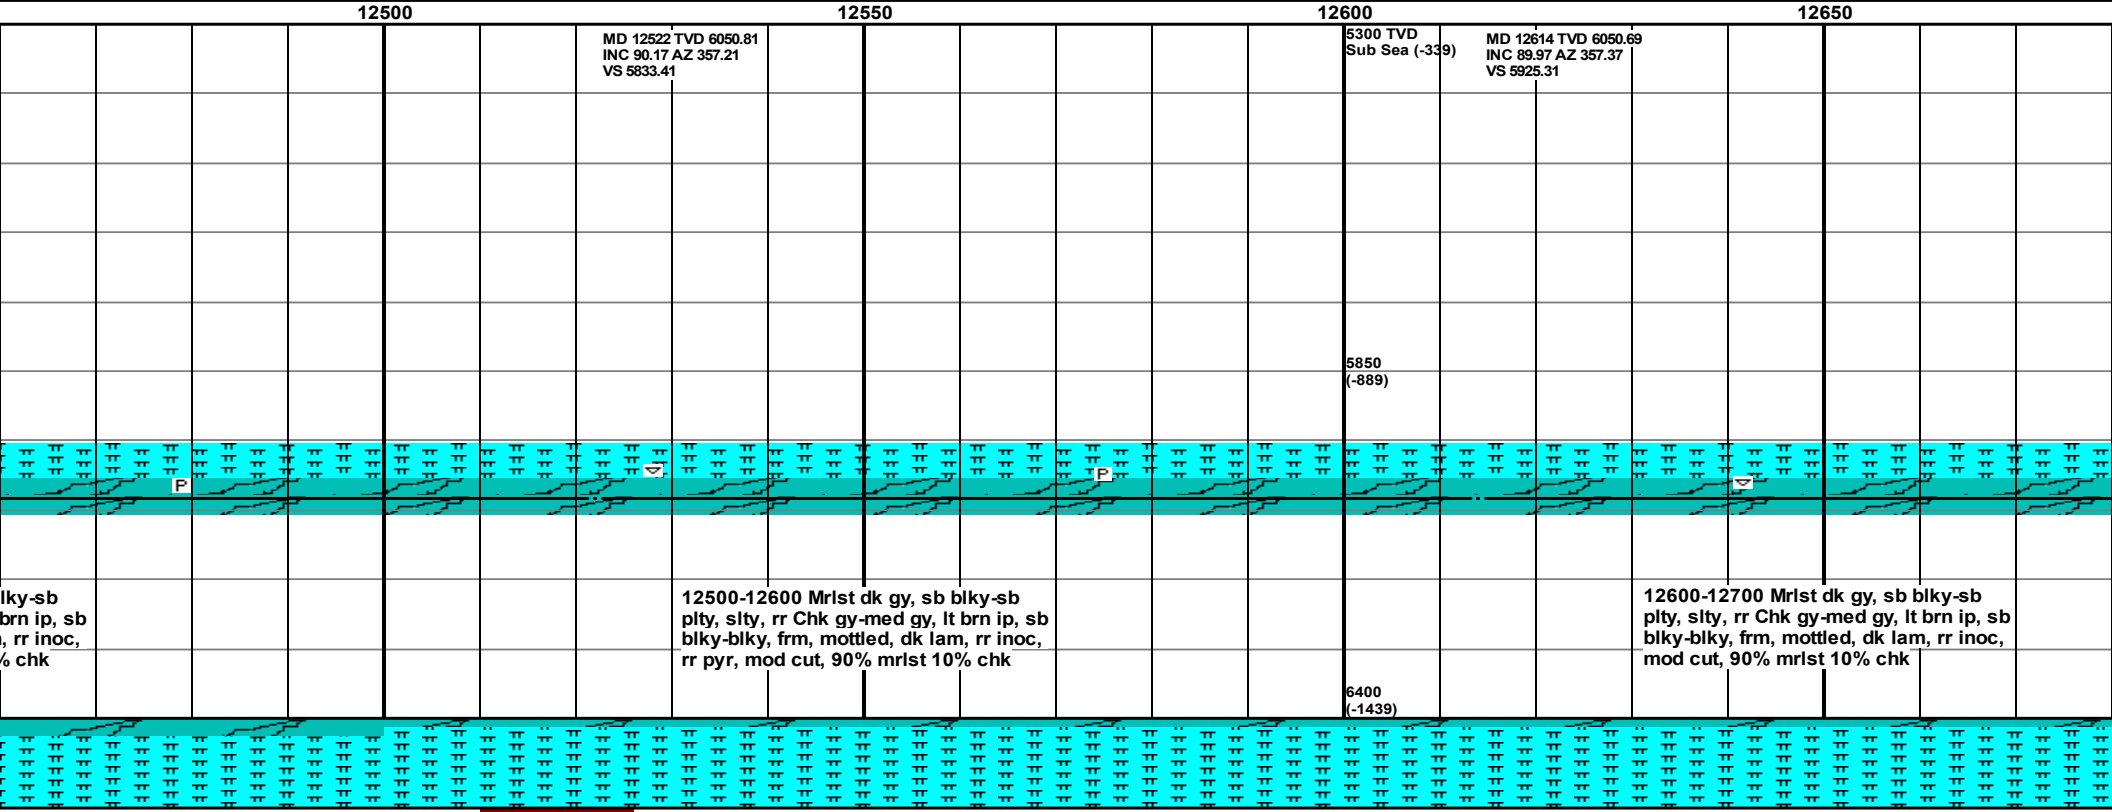 12500
12550
12600
12650
MD 12522 TVD 6050.81
INC 90.17 AZ 357.21
VS 5833.41
5300 TVD
Sub Sea (-339)
MD 12614 TVD 6050.69
INC 89.97 AZ 357.37
VS 5925.31
5850
(-889)
P
P
lky-sb
brn ip, sb
, rr inoc,
% chk
12500-12600 Mrlst dk gy, sb blky-sb
plty, slty, rr Chk gy-med gy, lt brn ip, sb
blky-blky, frm, mottled, dk lam, rr inoc,
rr pyr, mod cut, 90% mrlst 10% chk
12600-12700 Mrlst dk gy, sb blky-sb
plty, slty, rr Chk gy-med gy, lt brn ip, sb
blky-blky, frm, mottled, dk lam, rr inoc,
mod cut, 90% mrlst 10% chk
6400
(-1439)